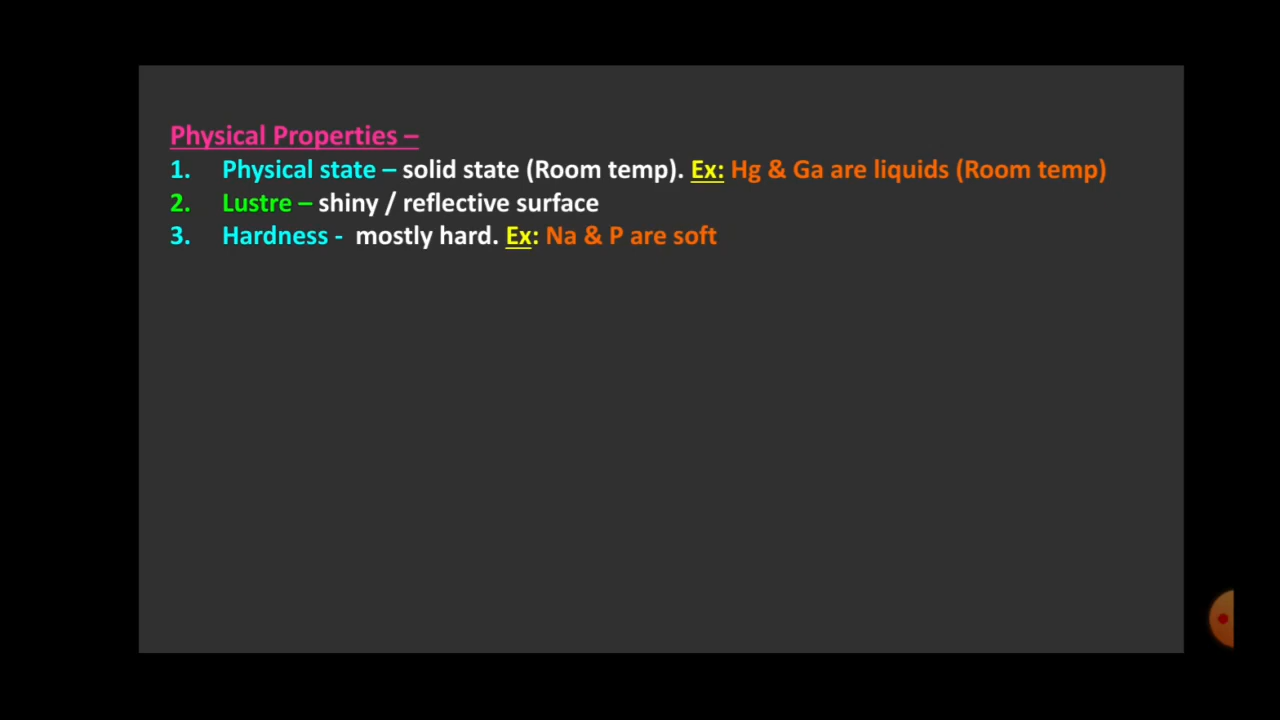 Physical Properties –
1. Physical state – solid state (Room temp). Ex: Hg & Ga are liquids (Room temp)
2. Lustre – shiny / reflective surface
3. Hardness - mostly hard. Ex: Na & P are soft